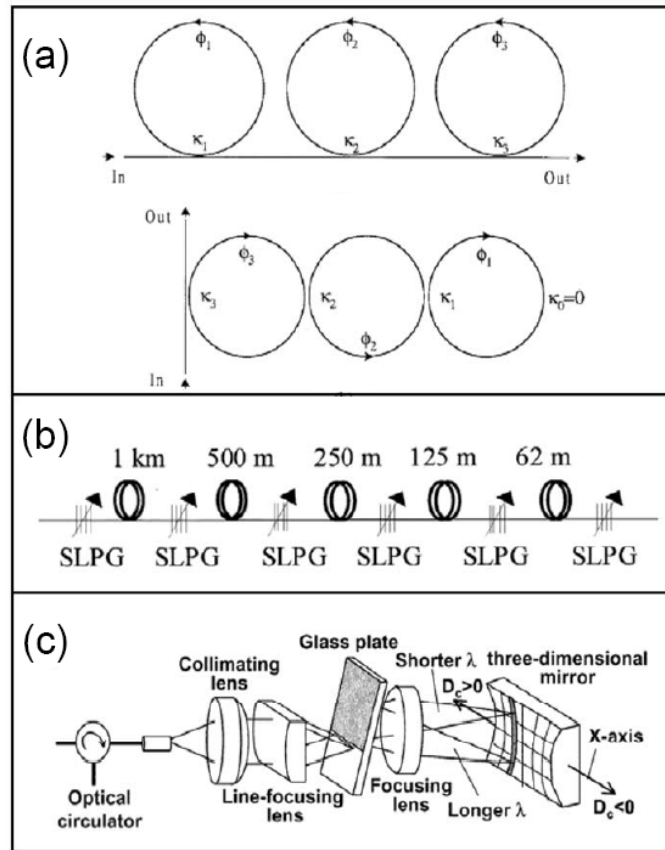 (a)
ϕ1 ϕ2 ϕ3
κ1 κ2 κ3
In Out
Out
ϕ3 ϕ1
κ3 κ2 κ1 κ0=0
ϕ2
In
(b)
1 km 500 m 250 m 125 m 62 m
SLPG SLPG SLPG SLPG SLPG SLPG
(c)
Glass plate
Collimating lens
Shorter λ
three-dimensional mirror
Dc>0
X-axis
Optical circulator
Line-focusing lens
Focusing lens
Longer λ
Dc<0